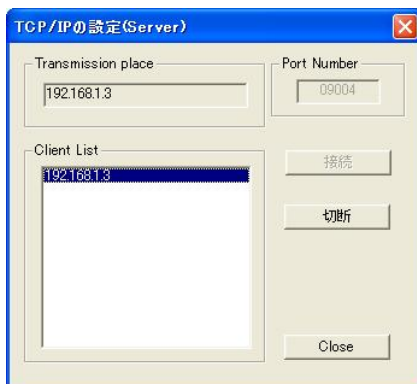 TCP/IPの設定(Server)
Transmission place
192.168.1.3
Port Number
09004
Client List
192.168.1.3
接続
切断
Close